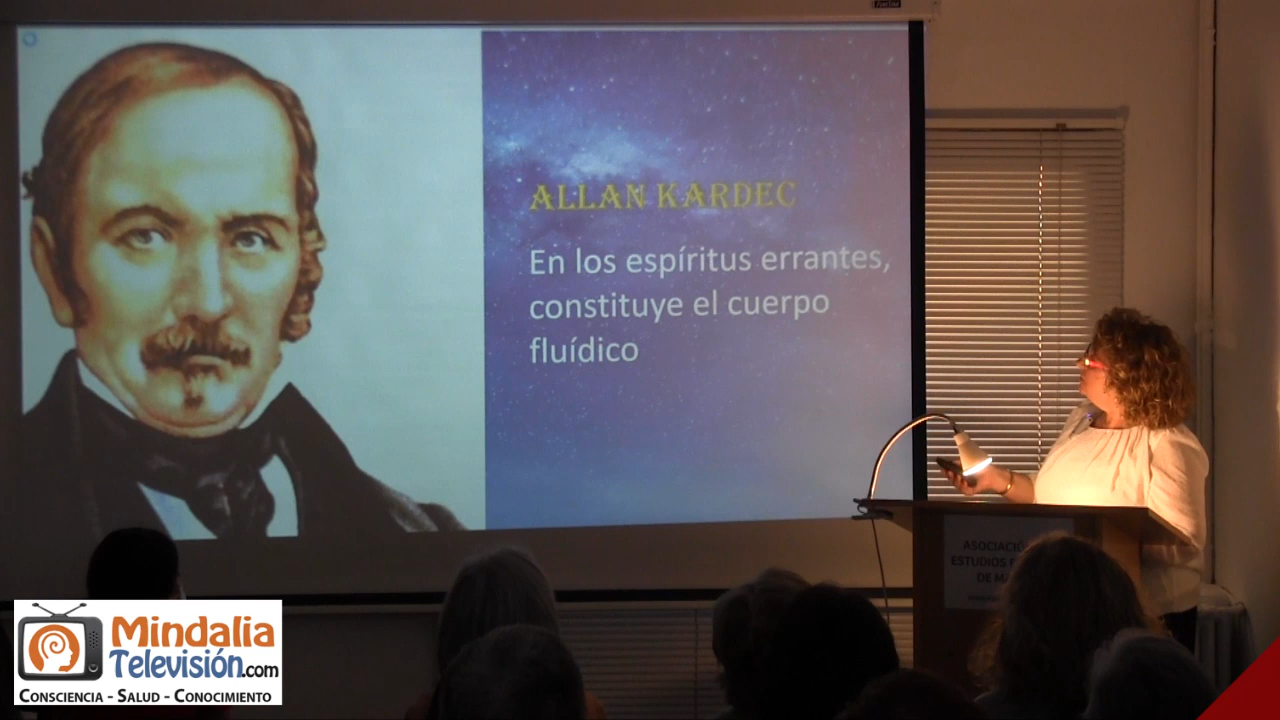 ALLAN KARDEC
En los espíritus errantes,
constituye el cuerpo
fluídico
ASOCIACIÓ
ESTUDIOS
DE
Mindalia
Televisión.com
CONSCIENCIA - SALUD - CONOCIMIENTO